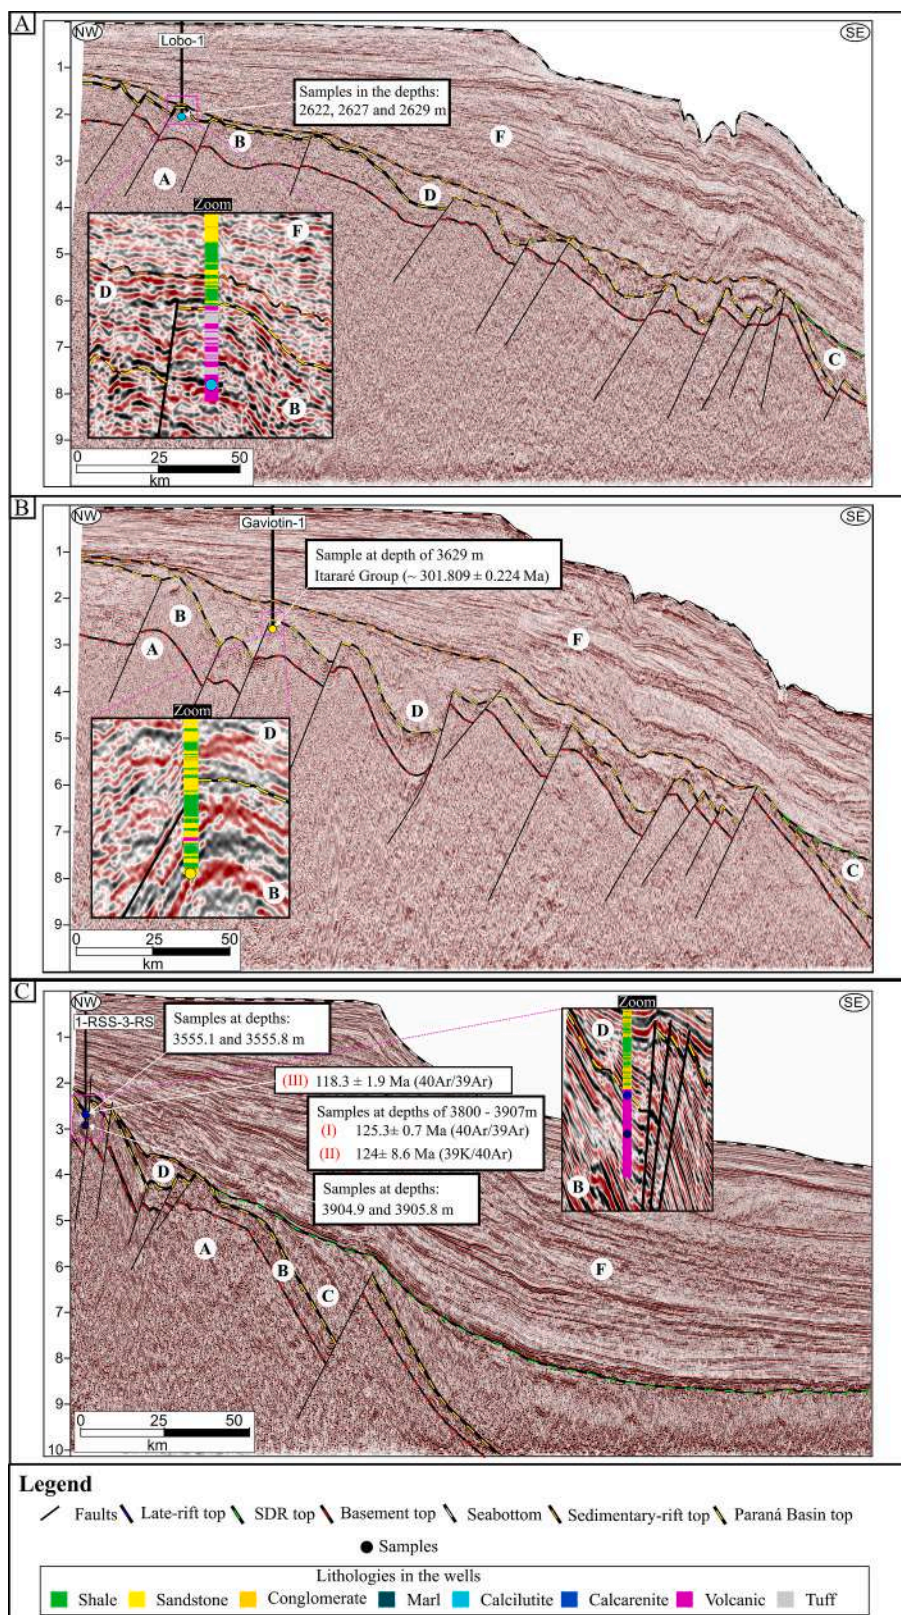 A
NW
SE
Lobo-1
1
Samples in the depths:
2622, 2627 and 2629 m
2
B
F
3
A
D
4
Zoom
F
5
D
6
7
C
8
B
9
0 25 50
km
B
NW
SE
Gaviotin-1
1
Sample at depth of 3629 m
Itararé Group (~ 301.809 ± 0.224 Ma)
2
B
F
3
A
4
Zoom
D
D
5
6
7
8
B
C
9
0 25 50
km
C
NW
SE
1-RSS-3-RS
Samples at depths:
3555.1 and 3555.8 m
Zoom
1
D
2
(III) 118.3 ± 1.9 Ma (40Ar/39Ar)
Samples at depths of 3800 - 3907m
(I) 125.3± 0.7 Ma (40Ar/39Ar)
(II) 124± 8.6 Ma (39K/40Ar)
3
D
4
B
Samples at depths:
3904.9 and 3905.8 m
5
A
B
F
6
C
7
8
9
0 25 50
km
10
Legend
Faults Late-rift top SDR top Basement top Seabottom Sedimentary-rift top Paraná Basin top
Samples
Lithologies in the wells
Shale Sandstone Conglomerate Marl Calcilutite Calcarenite Volcanic Tuff